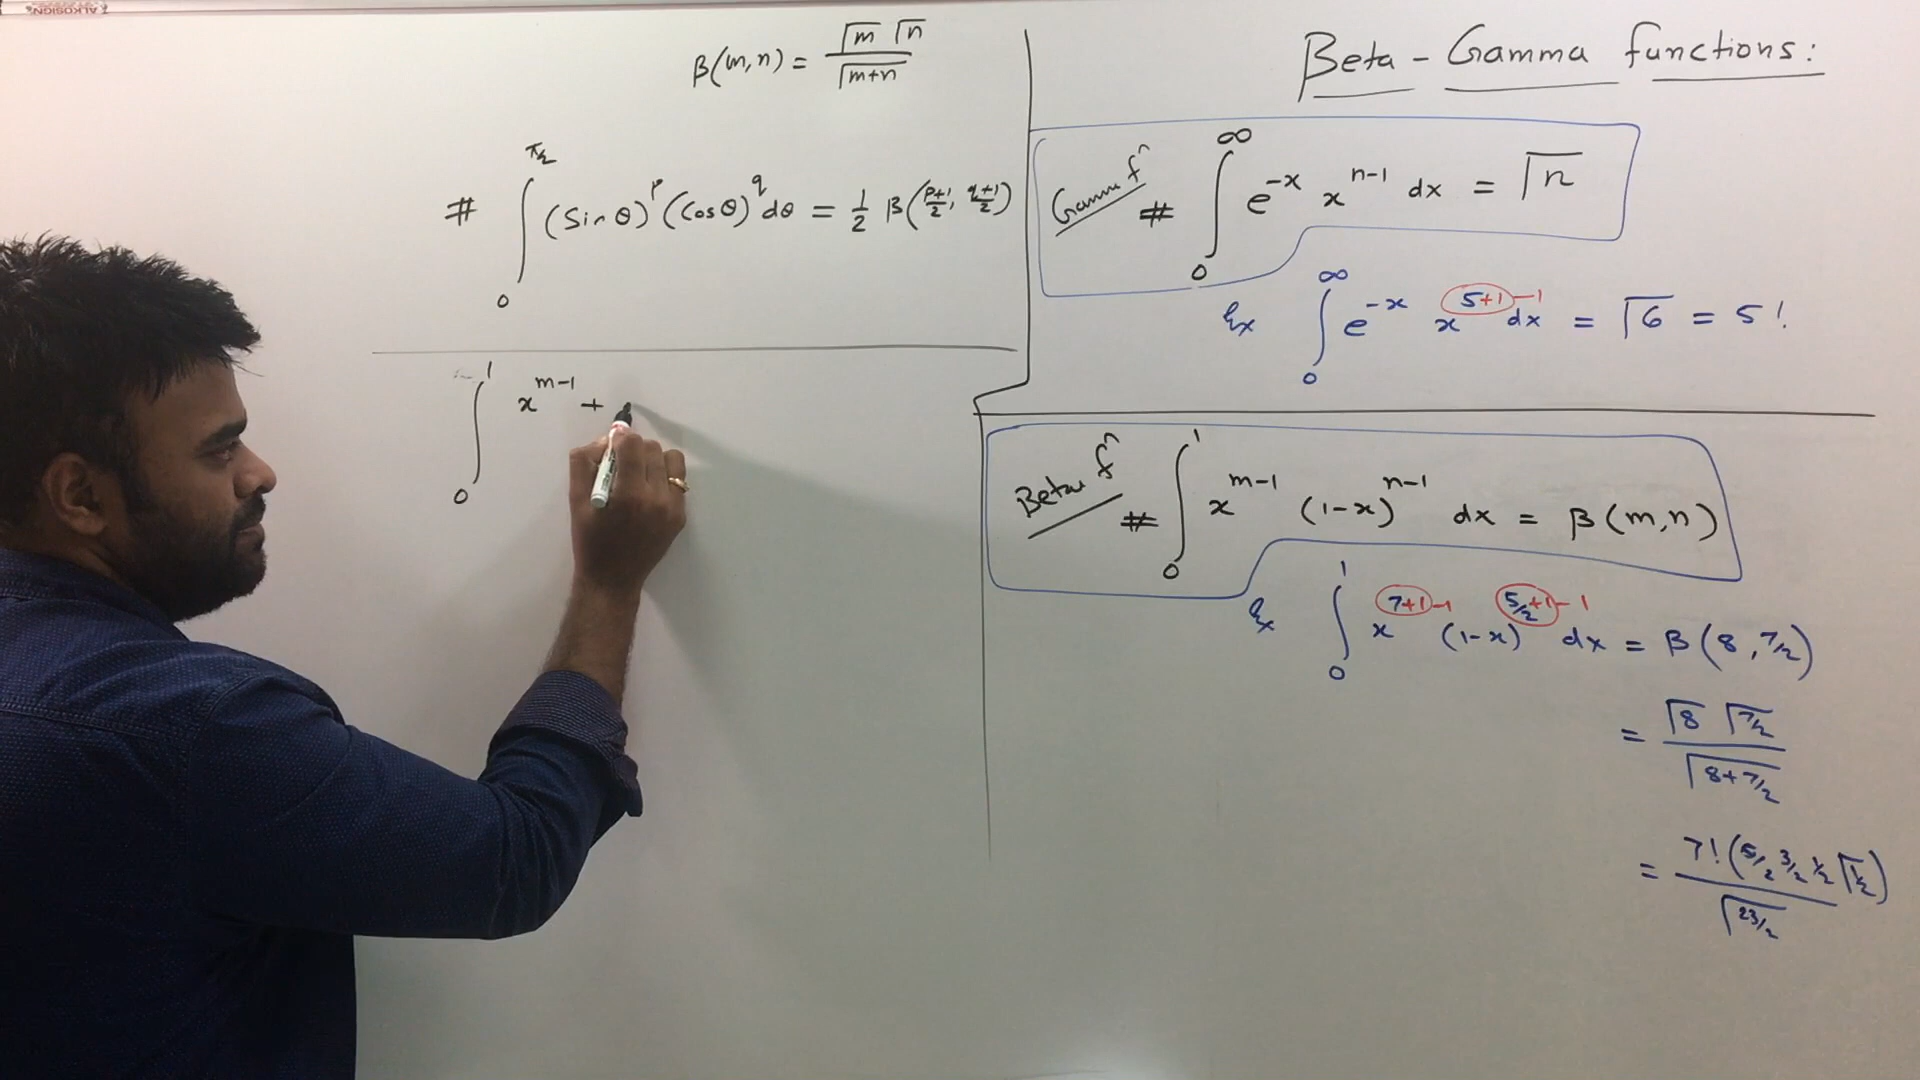 ALKOSIGN
β(m,n) = √m √n / √m+n
# ∫₀^(π/2) (Sin θ)^p (Cos θ)^q dθ = 1/2 β((p+1)/2, (q+1)/2)
∫₀^1 x^(m-1) +
Beta - Gamma functions:
Gamma fⁿ # ∫₀^∞ e^(-x) x^(n-1) dx = √n
Ex ∫₀^∞ e^(-x) x^(5+1-1) dx = √6 = 5!
Beta fⁿ # ∫₀^1 x^(m-1) (1-x)^(n-1) dx = β(m,n)
Ex ∫₀^1 x^(7+1-1) (1-x)^(5/2+1-1) dx = β(8, 7/2)
= √8 √7/2 / √8+7/2
= 7! (5/2 3/2 1/2 √1/2) / √23/2